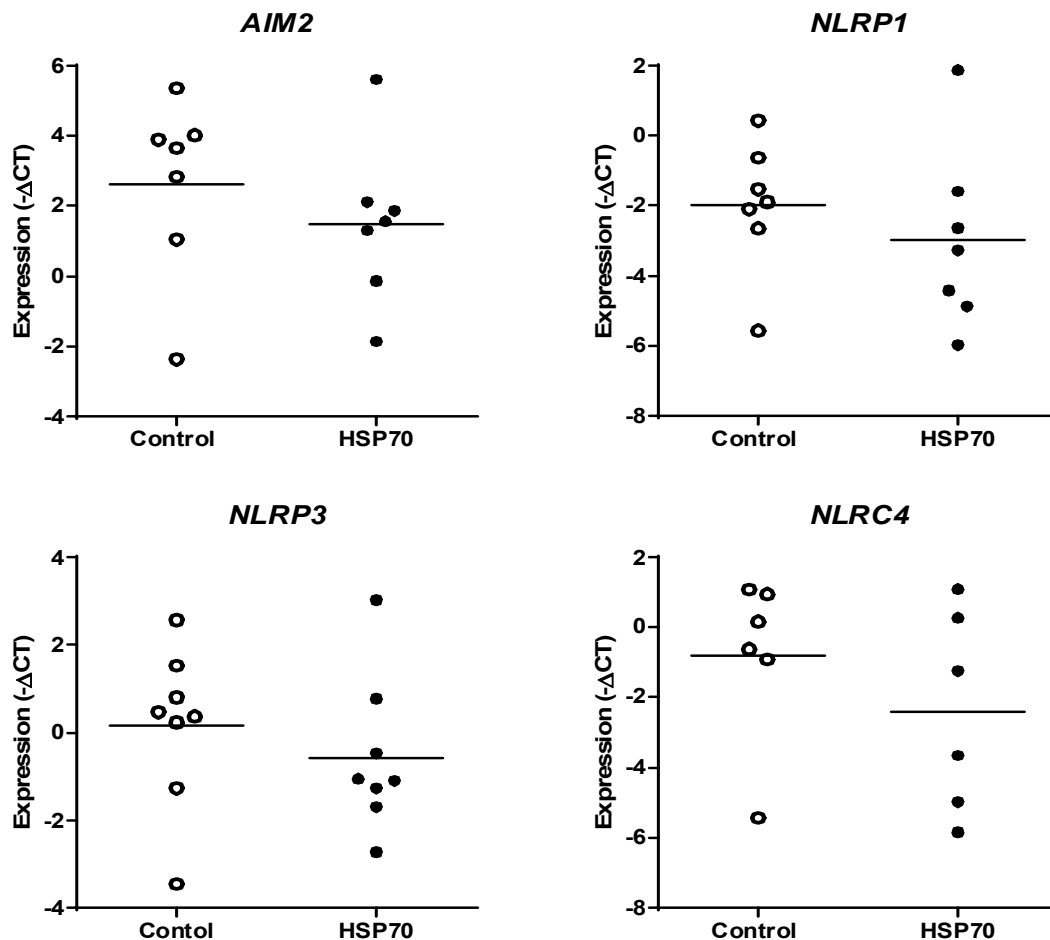 AIM2
Expression (-ΔCT)
6
4
2
0
-2
-4
Control
HSP70
NLRP1
Expression (-ΔCT)
2
0
-2
-4
-6
-8
Control
HSP70
NLRP3
Expression (-ΔCT)
4
2
0
-2
-4
Contol
HSP70
NLRC4
Expression (-ΔCT)
2
0
-2
-4
-6
-8
Control
HSP70